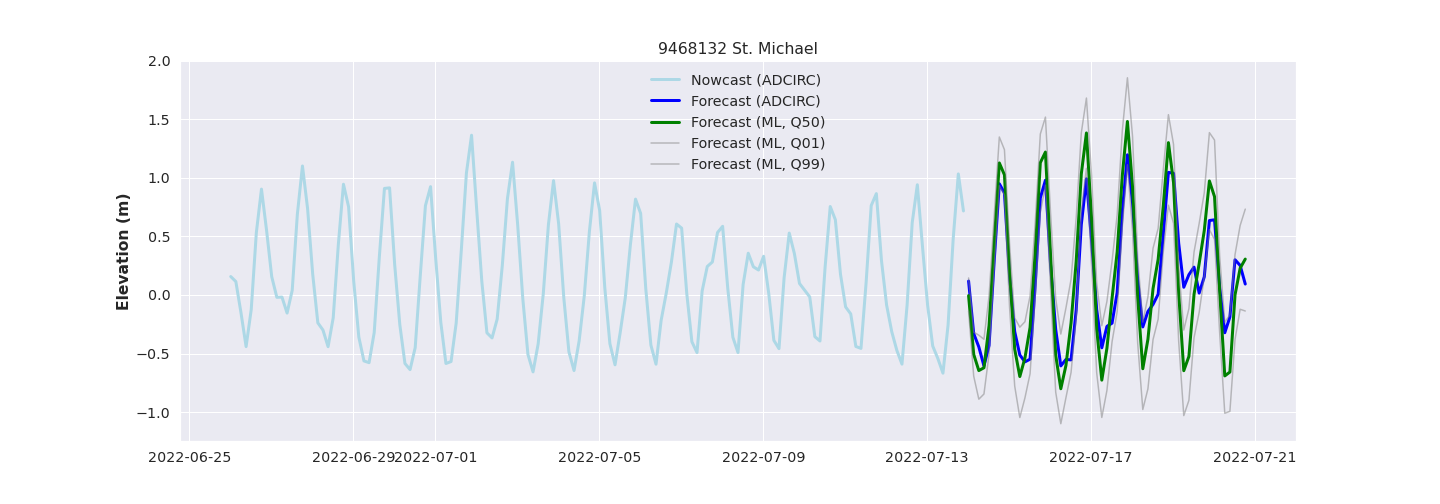 9468132 St. Michael
Nowcast (ADCIRC)
Forecast (ADCIRC)
Forecast (ML, Q50)
Forecast (ML, Q01)
Forecast (ML, Q99)
Elevation (m)
2.0
1.5
1.0
0.5
0.0
−0.5
−1.0
2022-06-25 2022-06-29 2022-07-01 2022-07-05 2022-07-09 2022-07-13 2022-07-17 2022-07-21